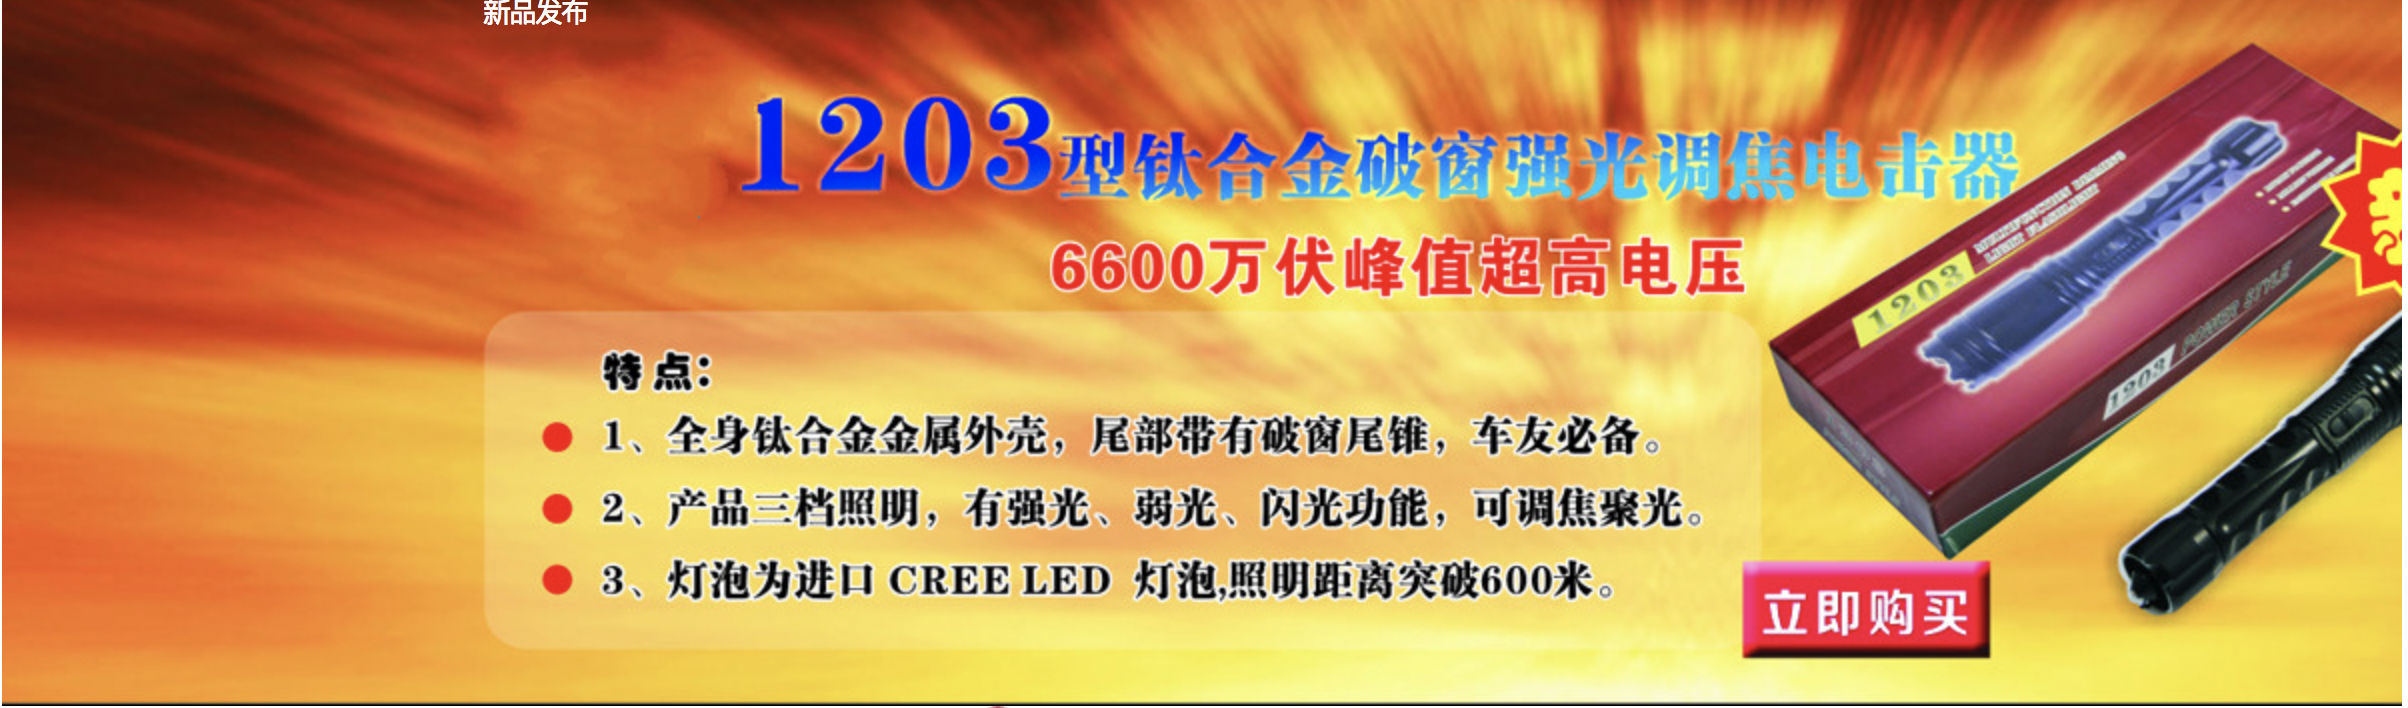 新品发布
1203型钛合金破窗强光调焦电击器
6600万伏峰值超高电压
特点：
1、全身钛合金金属外壳，尾部带有破窗尾锥，车友必备。
2、产品三档照明，有强光、弱光、闪光功能，可调焦聚光。
3、灯泡为进口 CREE LED 灯泡,照明距离突破600米。
立即购买
1203
LIGHT FLASHLIGHT
1203 POWER STYLE